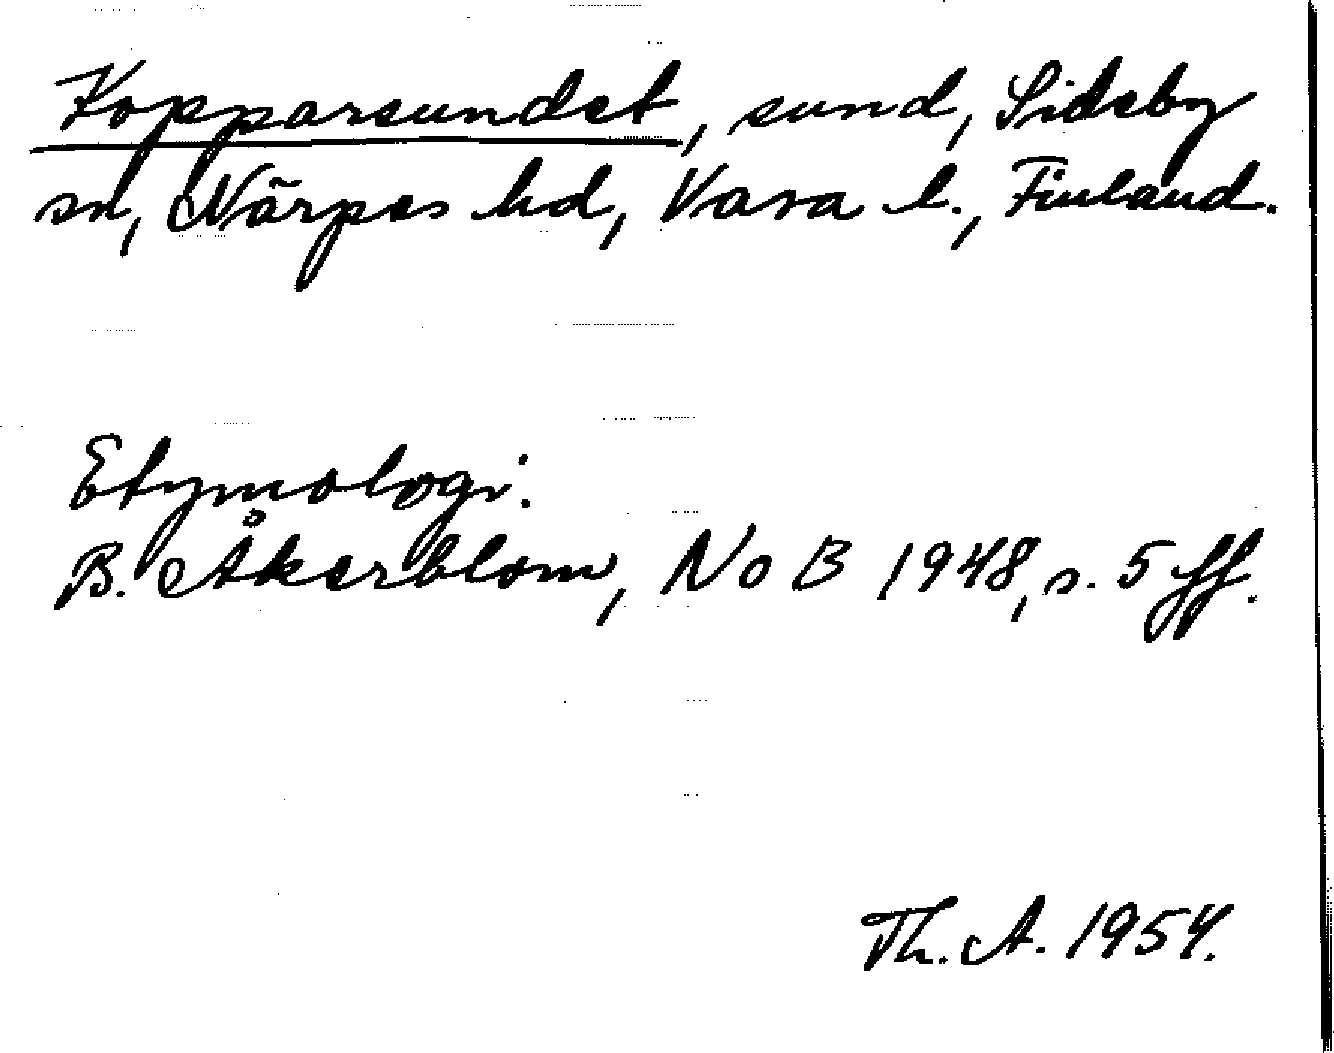 Kopparsundet, sund, Sideby
sn, Närpes hd, Vasa l., Finland.
Etymologi:
B. Åkerblom, NoB 1948, s. 5 ff.
Th. A. 1954.